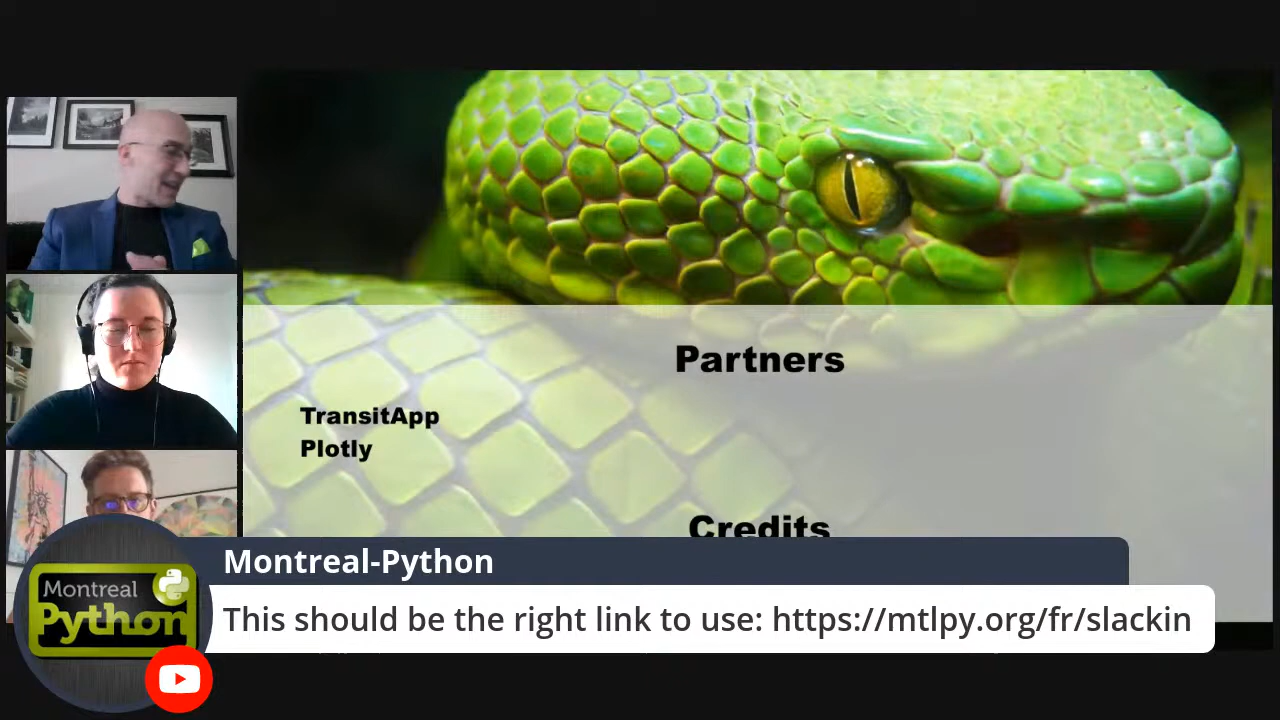 Partners
TransitApp
Plotly
Credits
Montreal-Python
This should be the right link to use: https://mtlpy.org/fr/slackin
Montreal
Python